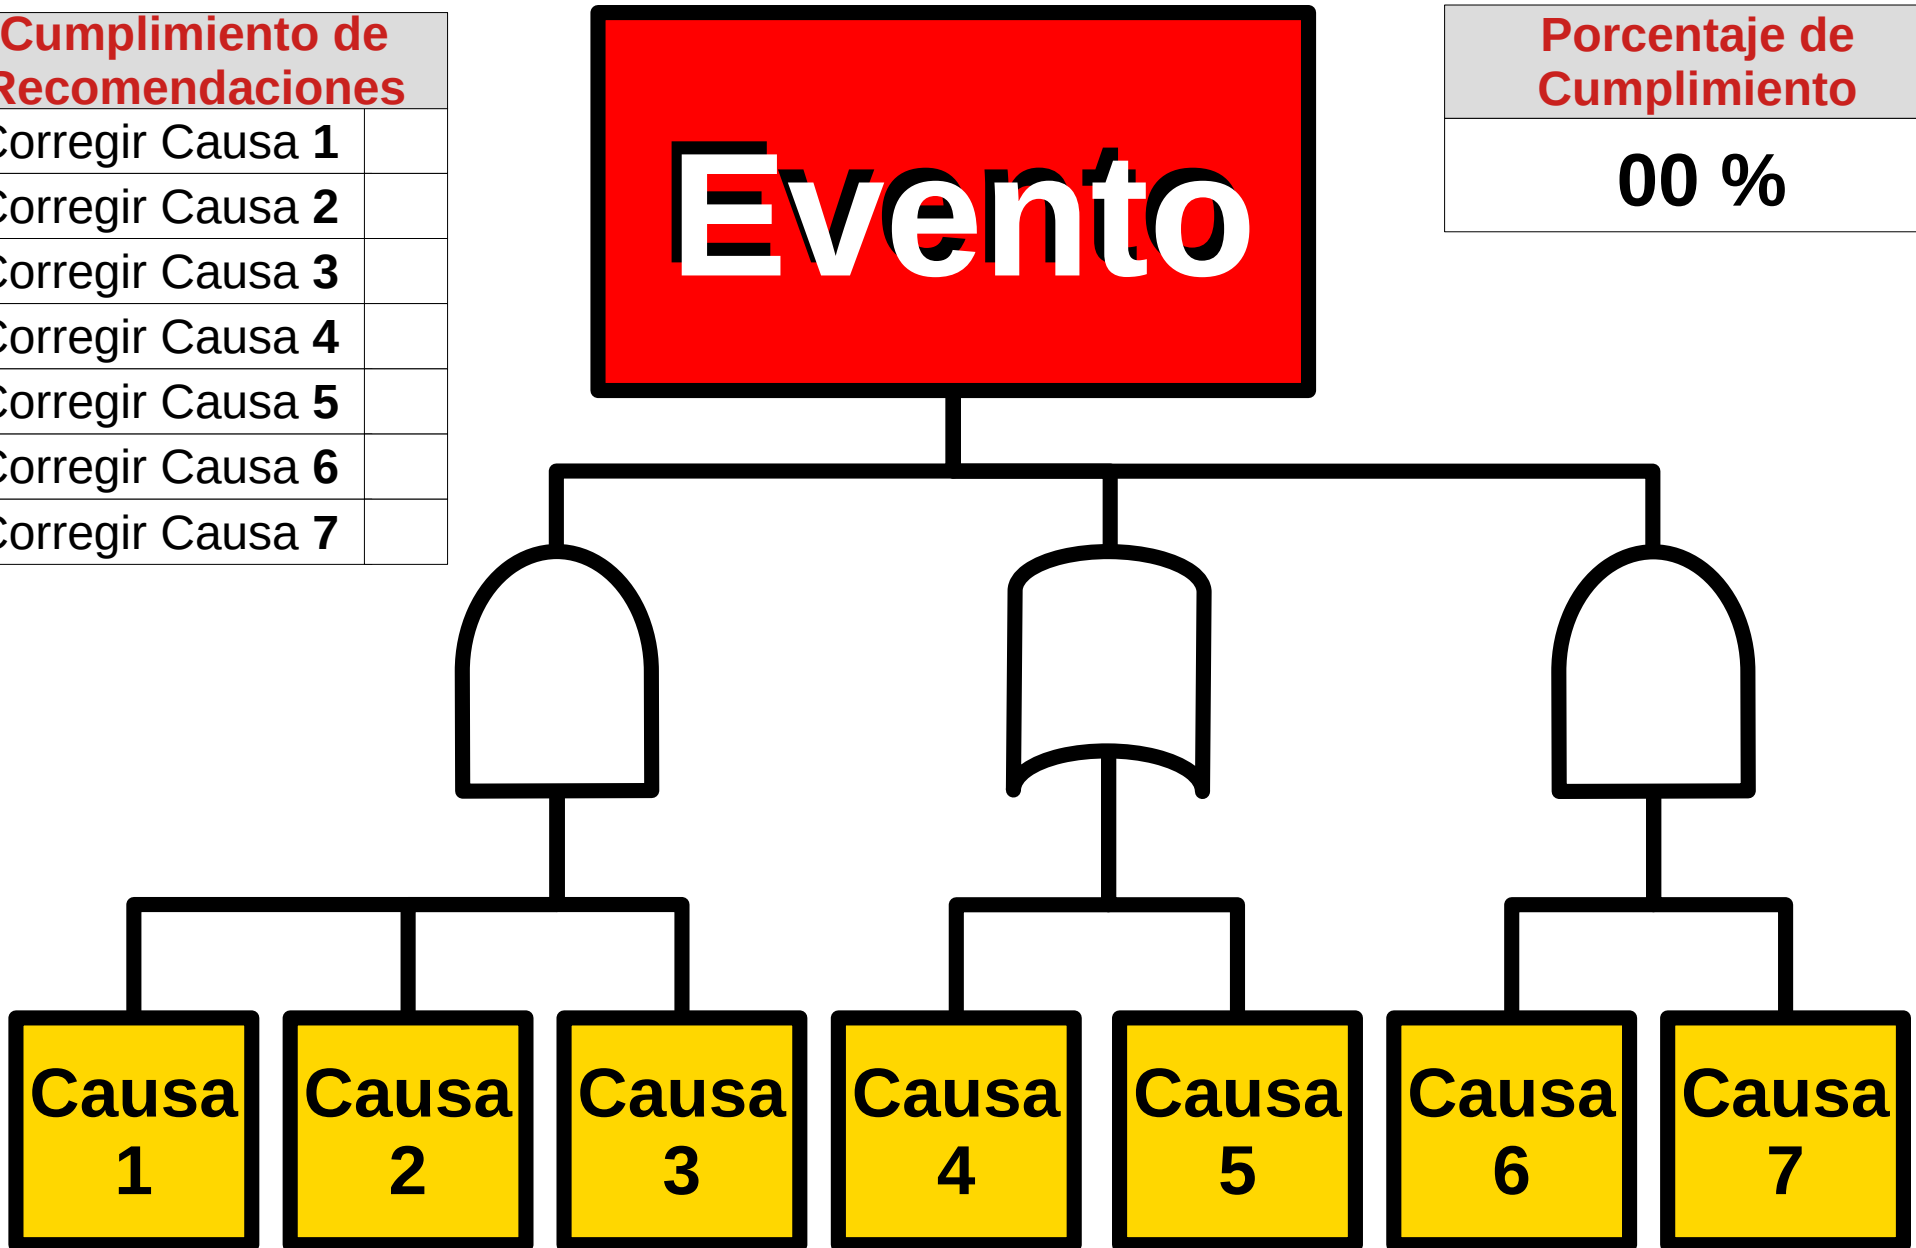 Cumplimiento de
Recomendaciones
Corregir Causa 1
Corregir Causa 2
Corregir Causa 3
Corregir Causa 4
Corregir Causa 5
Corregir Causa 6
Corregir Causa 7
Evento
Porcentaje de
Cumplimiento
00 %
Causa
1
Causa
2
Causa
3
Causa
4
Causa
5
Causa
6
Causa
7